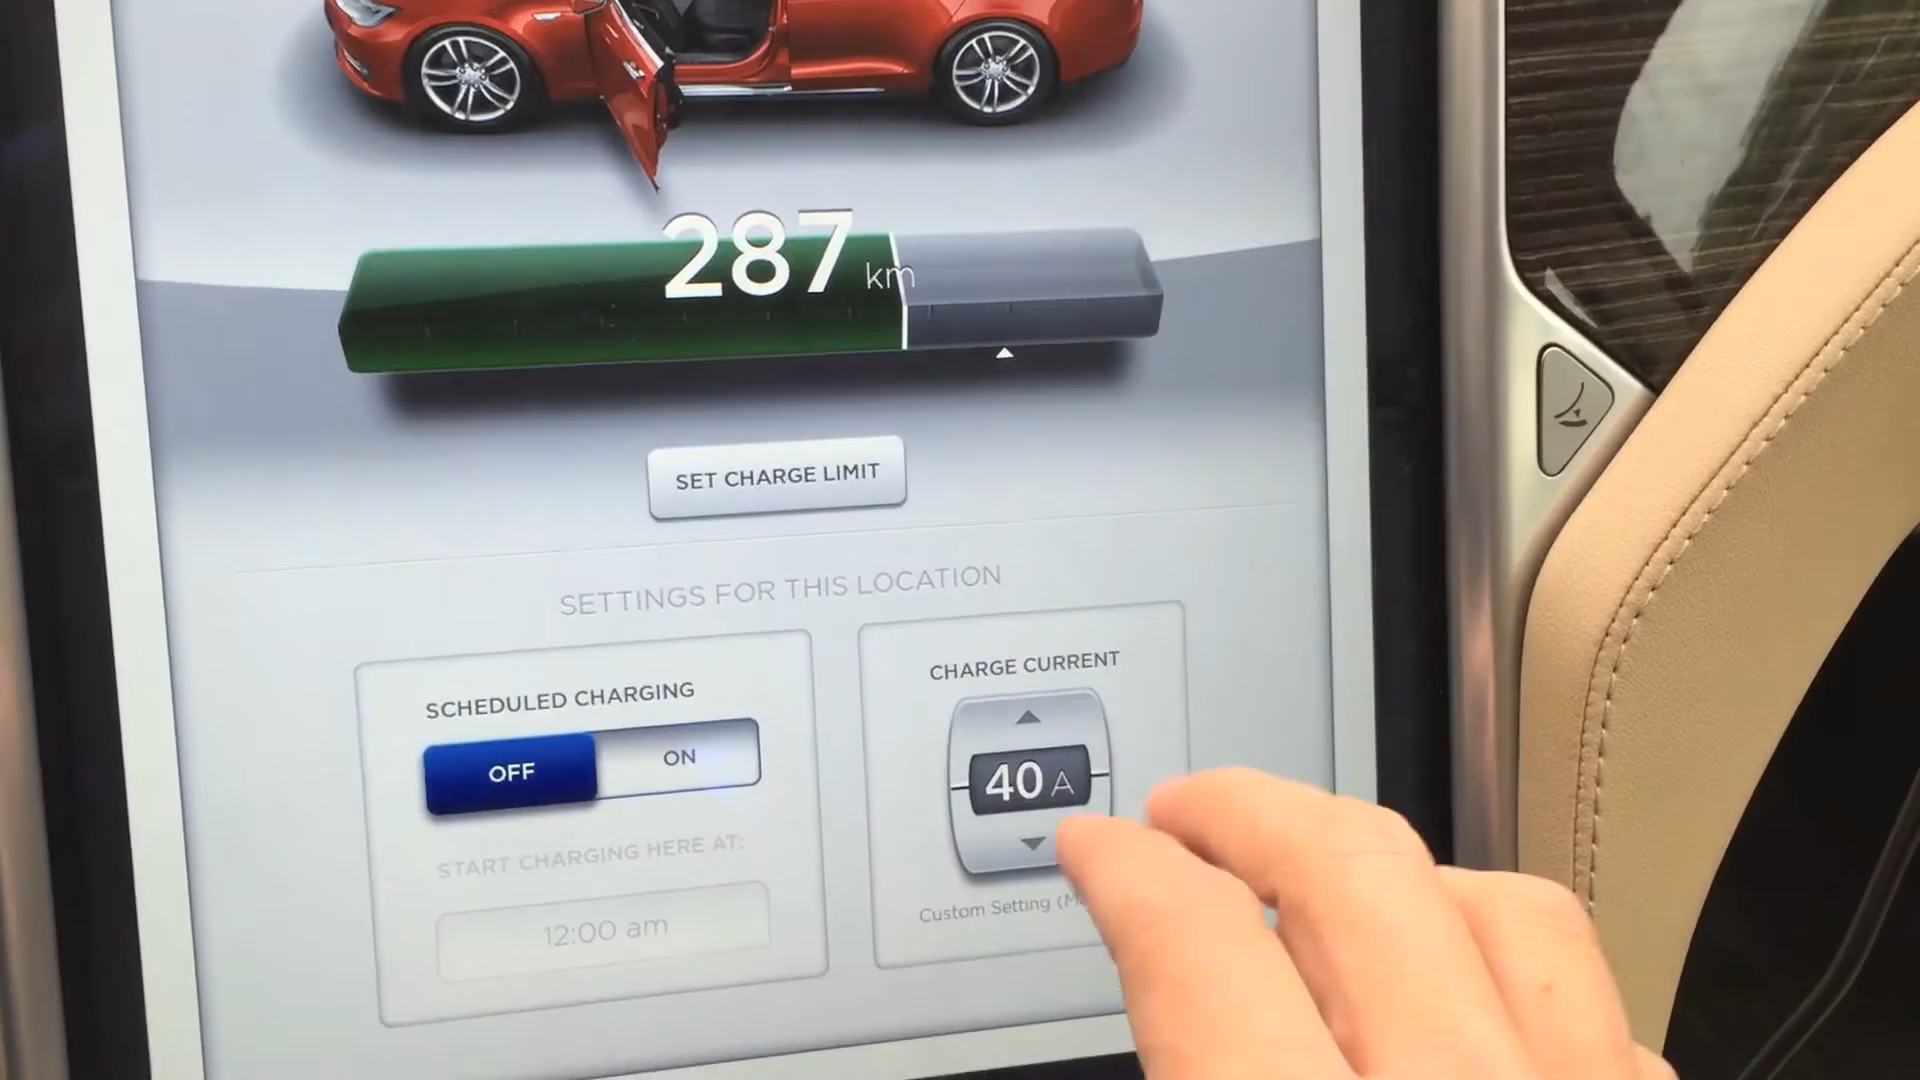 287 km
SET CHARGE LIMIT
SETTINGS FOR THIS LOCATION
SCHEDULED CHARGING
OFF ON
START CHARGING HERE AT:
12:00 am
CHARGE CURRENT
40 A
Custom Setting